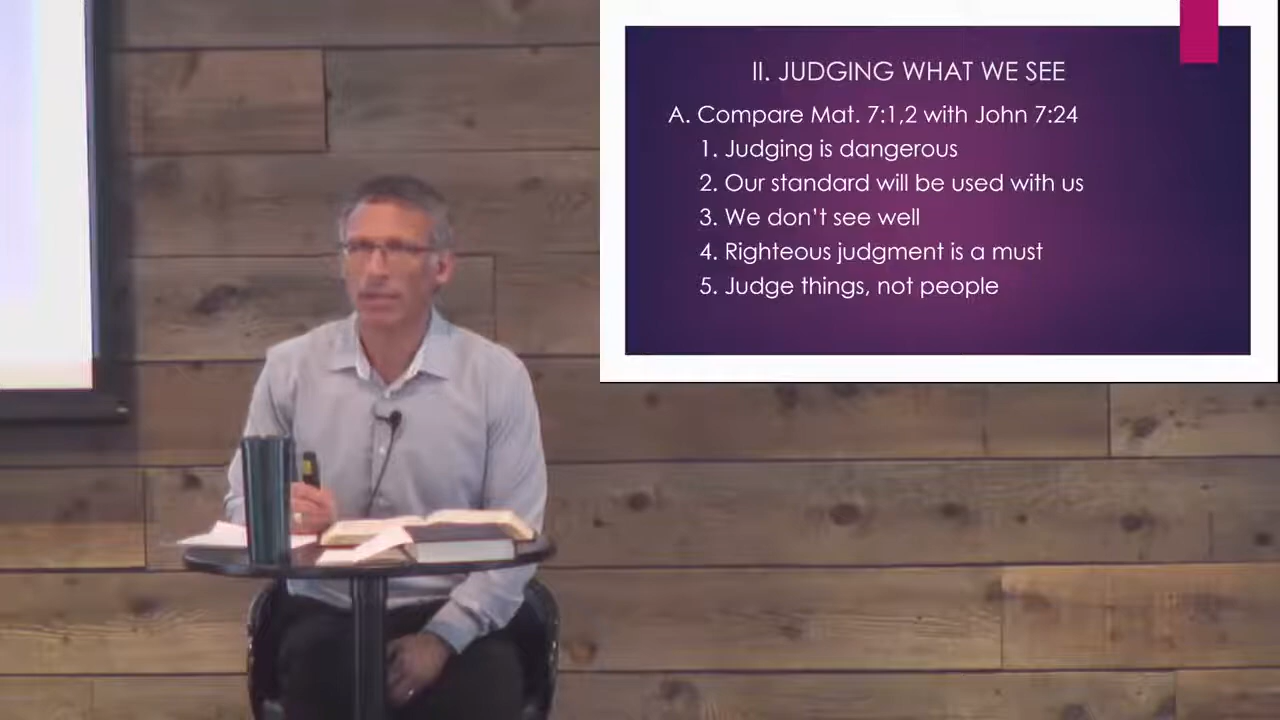 II. JUDGING WHAT WE SEE
A. Compare Mat. 7:1,2 with John 7:24
1. Judging is dangerous
2. Our standard will be used with us
3. We don't see well
4. Righteous judgment is a must
5. Judge things, not people